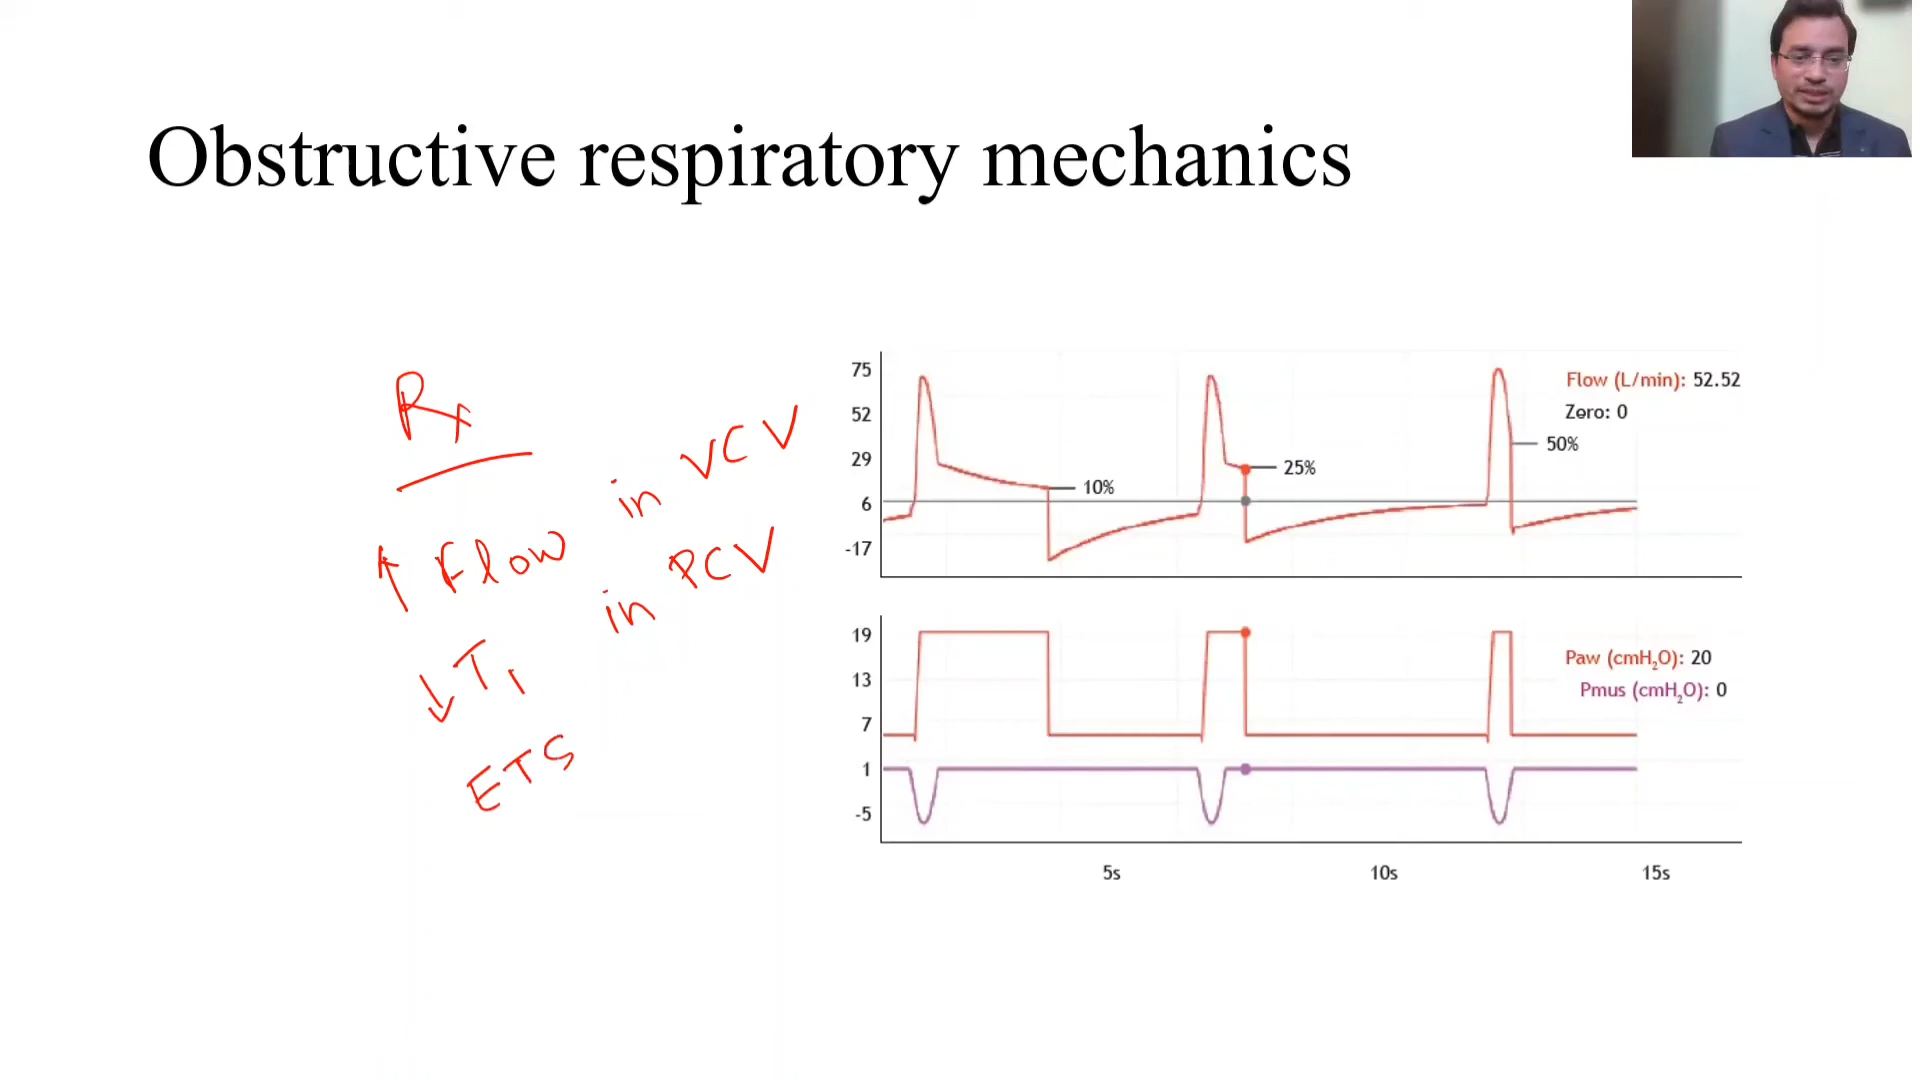 Obstructive respiratory mechanics
Rx
↑ Flow in VCV
↓ TI in PCV
ETS
75
52
29
6
-17
10%
25%
50%
Flow (L/min): 52.52
Zero: 0
19
13
7
1
-5
Paw (cmH₂O): 20
Pmus (cmH₂O): 0
5s 10s 15s